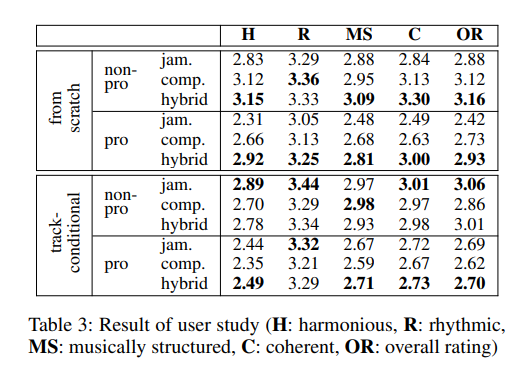 H R MS C OR
from scratch non-pro jam. 2.83 3.29 2.88 2.84 2.88
comp. 3.12 3.36 2.95 3.13 3.12
hybrid 3.15 3.33 3.09 3.30 3.16
pro jam. 2.31 3.05 2.48 2.49 2.42
comp. 2.66 3.13 2.68 2.63 2.73
hybrid 2.92 3.25 2.81 3.00 2.93
track-conditional non-pro jam. 2.89 3.44 2.97 3.01 3.06
comp. 2.70 3.29 2.98 2.97 2.86
hybrid 2.78 3.34 2.93 2.98 3.01
pro jam. 2.44 3.32 2.67 2.72 2.69
comp. 2.35 3.21 2.59 2.67 2.62
hybrid 2.49 3.29 2.71 2.73 2.70
Table 3: Result of user study (H: harmonious, R: rhythmic,
MS: musically structured, C: coherent, OR: overall rating)